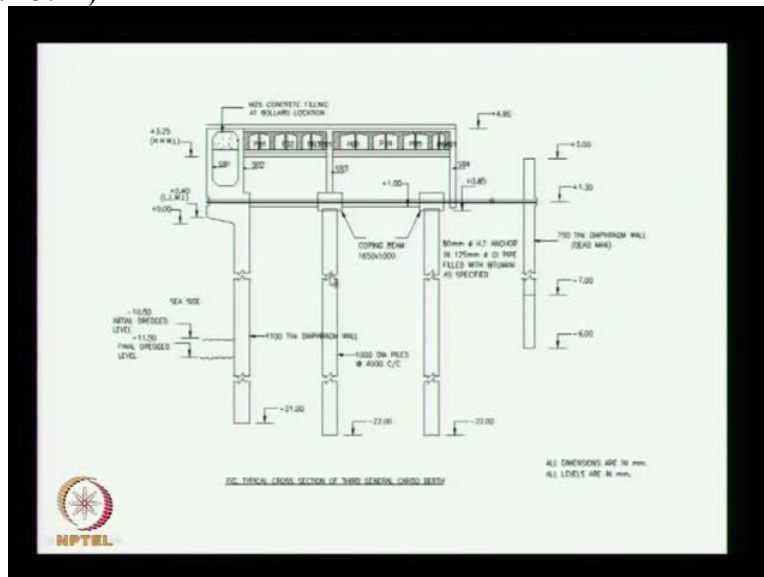 M25 CONCRETE FILLING
AT BOLLARD LOCATION
+4.85
+3.25
(H.H.W.L)
+3.00
+0.40
(L.L.W.L)
+0.00
+1.00
+0.85
+1.30
COPING BEAM
1650x1000
80mm ø H.T ANCHOR
IN 125mm ø DI PIPE
FILLED WITH BITUMAN
AS SPECIFIED
750 THK DIAPHRAGM WALL
(DEAD MAN)
-7.00
-9.00
SEA SIDE
-10.50
INITIAL DREDGED
LEVEL
-11.50
FINAL DREDGED
LEVEL
1100 THK DIAPHRAGM WALL
1000 DIA PILES
@ 4000 C/C
-21.00
-22.00
-22.00
ALL DIMENSIONS ARE IN mm.
ALL LEVELS ARE IN mm.
FIG. TYPICAL CROSS SECTION OF THIRD GENERAL CARGO BERTH
NPTEL